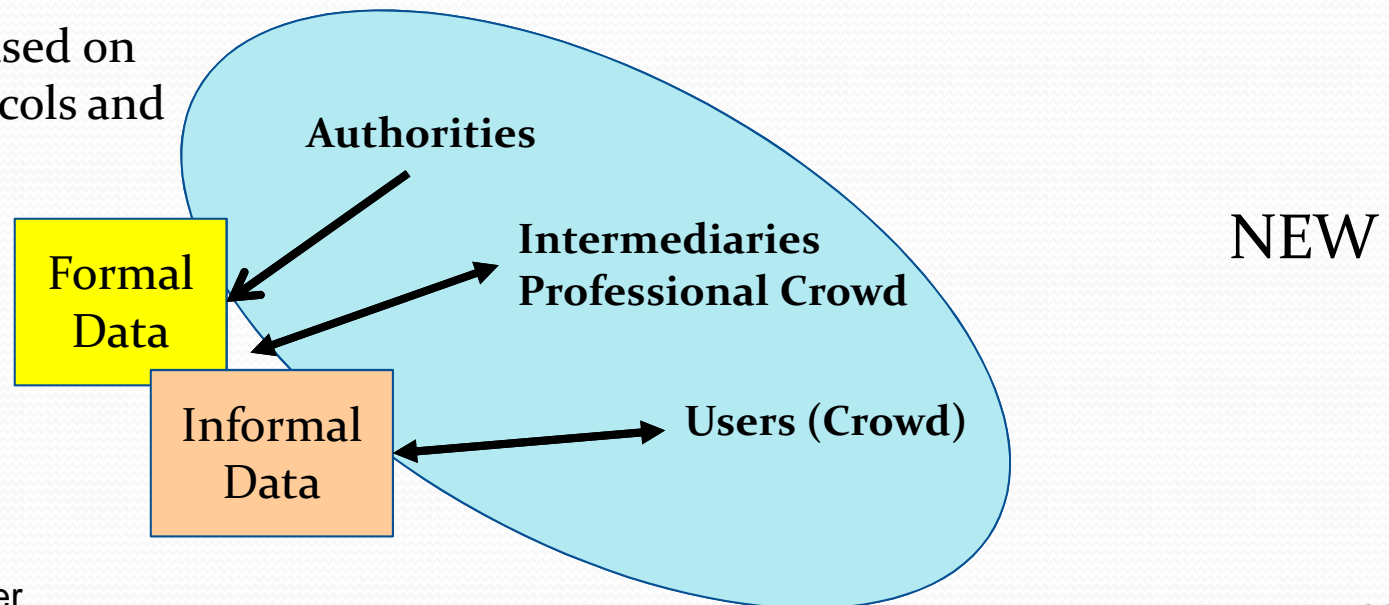 sed on
cols and
Authorities
Intermediaries
Professional Crowd
NEW
Formal
Data
Informal
Data
Users (Crowd)
er